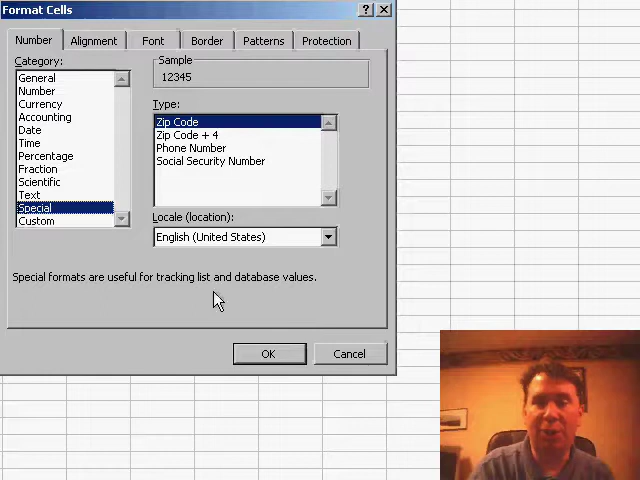 Format Cells
Number Alignment Font Border Patterns Protection
Category:
General
Number
Currency
Accounting
Date
Time
Percentage
Fraction
Scientific
Text
Special
Custom
Sample
12345
Type:
Zip Code
Zip Code + 4
Phone Number
Social Security Number
Locale (location):
English (United States)
Special formats are useful for tracking list and database values.
OK Cancel